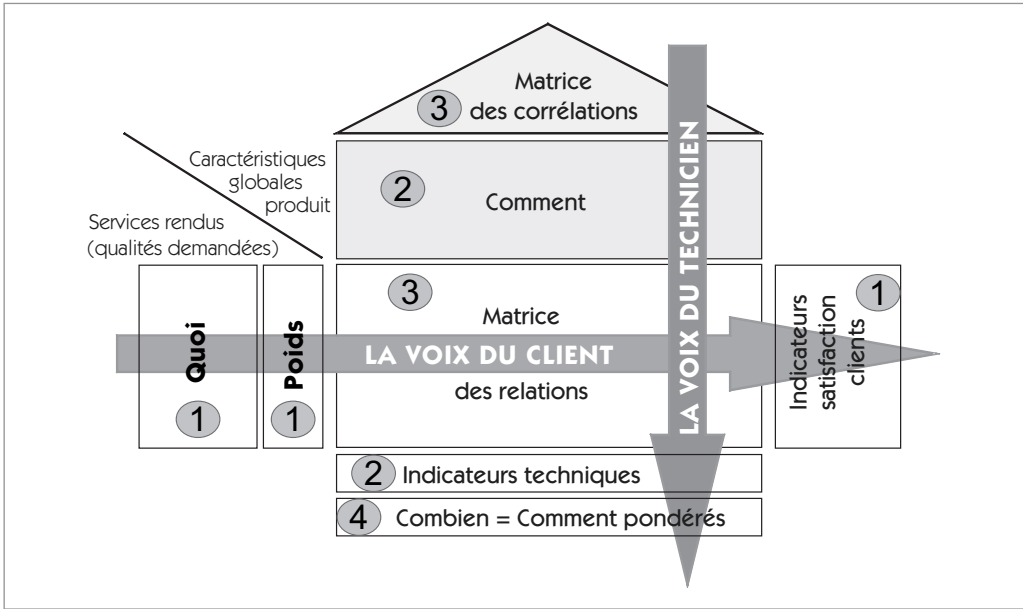 Matrice
3 des corrélations
Caractéristiques
globales
produit
Services rendus
(qualités demandées)
2
Comment
LA VOIX DU TECHNICIEN
Quoi
1
Poids
1
3
Matrice
LA VOIX DU CLIENT
des relations
Indicateurs
satisfaction
clients
1
2 Indicateurs techniques
4 Combien = Comment pondérés